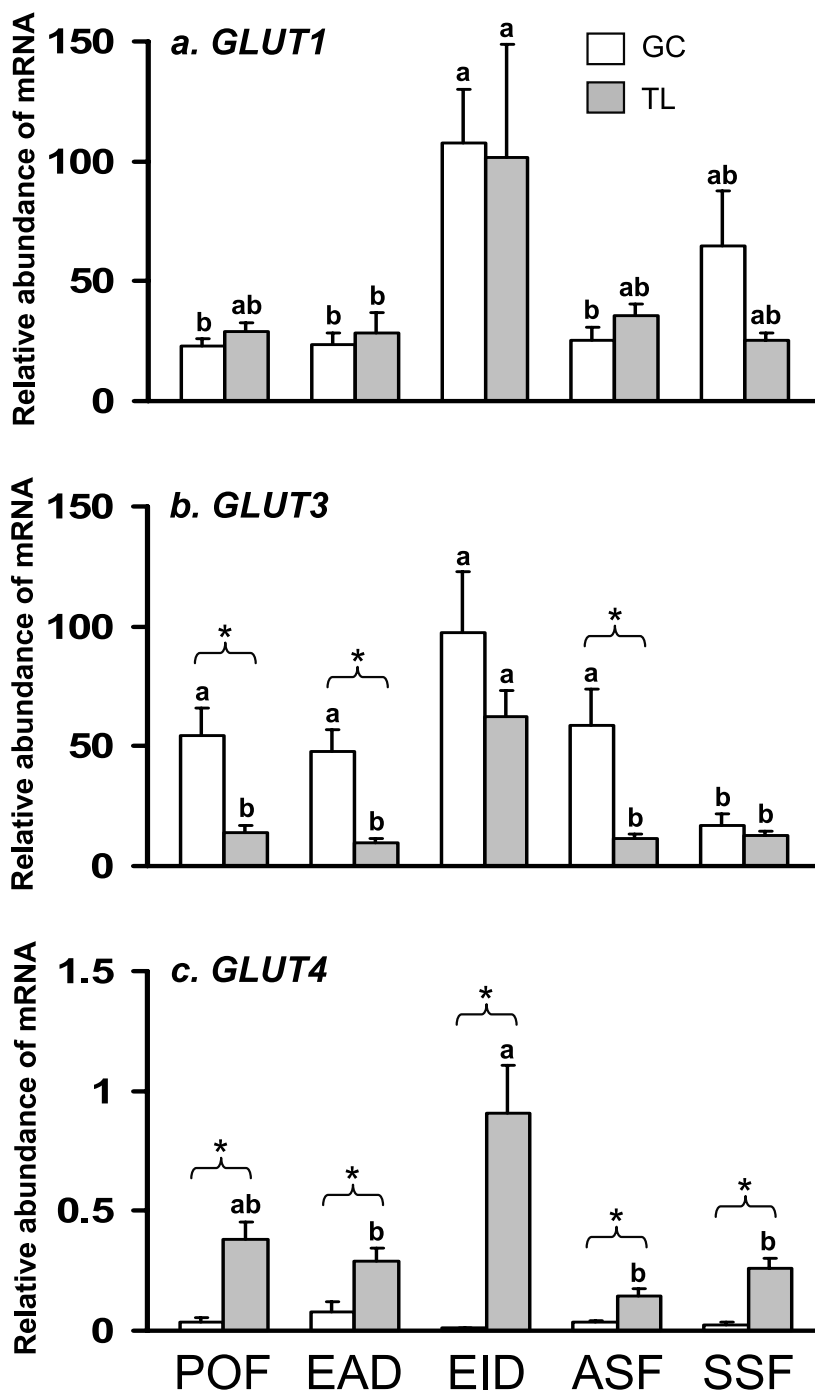 a. GLUT1
GC
TL
Relative abundance of mRNA
150
100
50
0
b ab b b a a b ab ab ab
b. GLUT3
Relative abundance of mRNA
150
100
50
0
* * *
a b a b a a b b b
c. GLUT4
Relative abundance of mRNA
1.5
1
0.5
0
* * * * *
ab b a b b
POF EAD EID ASF SSF